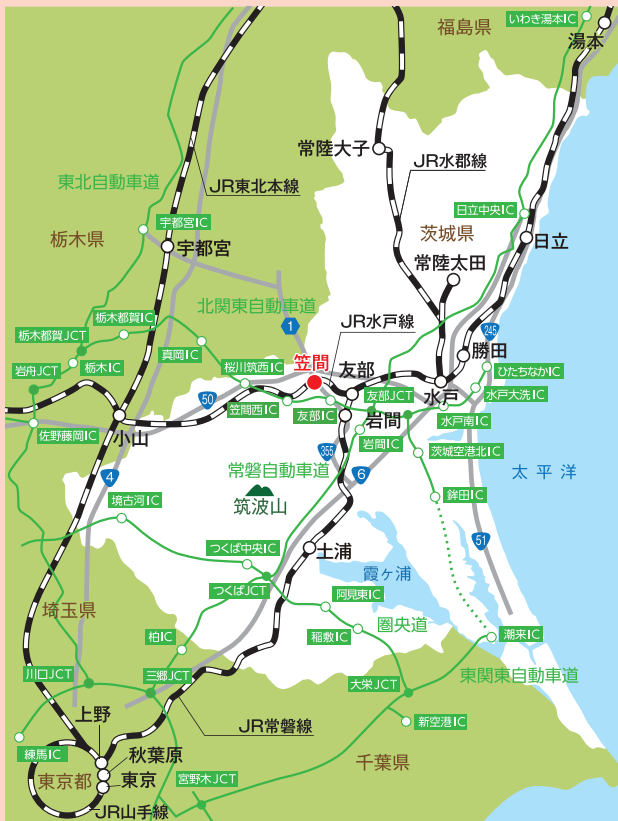 いわき湯本IC
福島県
湯本
常陸大子
JR水郡線
東北自動車道
JR東北本線
日立中央IC
宇都宮IC
茨城県
栃木県
宇都宮
日立
常陸太田
北関東自動車道
栃木都賀IC
1
JR水戸線
245
栃木都賀JCT
真岡IC
桜川筑西IC
笠間
友部
勝田
岩舟JCT
栃木IC
ひたちなかIC
50
笠間西IC
友部IC
友部JCT
水戸
水戸大洗IC
佐野藤岡IC
小山
岩間
水戸南IC
岩間IC
355
茨城空港北IC
4
常磐自動車道
6
太平洋
境古河IC
筑波山
鉾田IC
つくば中央IC
土浦
51
つくばJCT
霞ヶ浦
阿見東IC
埼玉県
圏央道
柏IC
稲敷IC
潮来IC
川口JCT
三郷JCT
大栄JCT
東関東自動車道
上野
JR常磐線
新空港IC
練馬IC
秋葉原
千葉県
東京都
東京
宮野木JCT
JR山手線